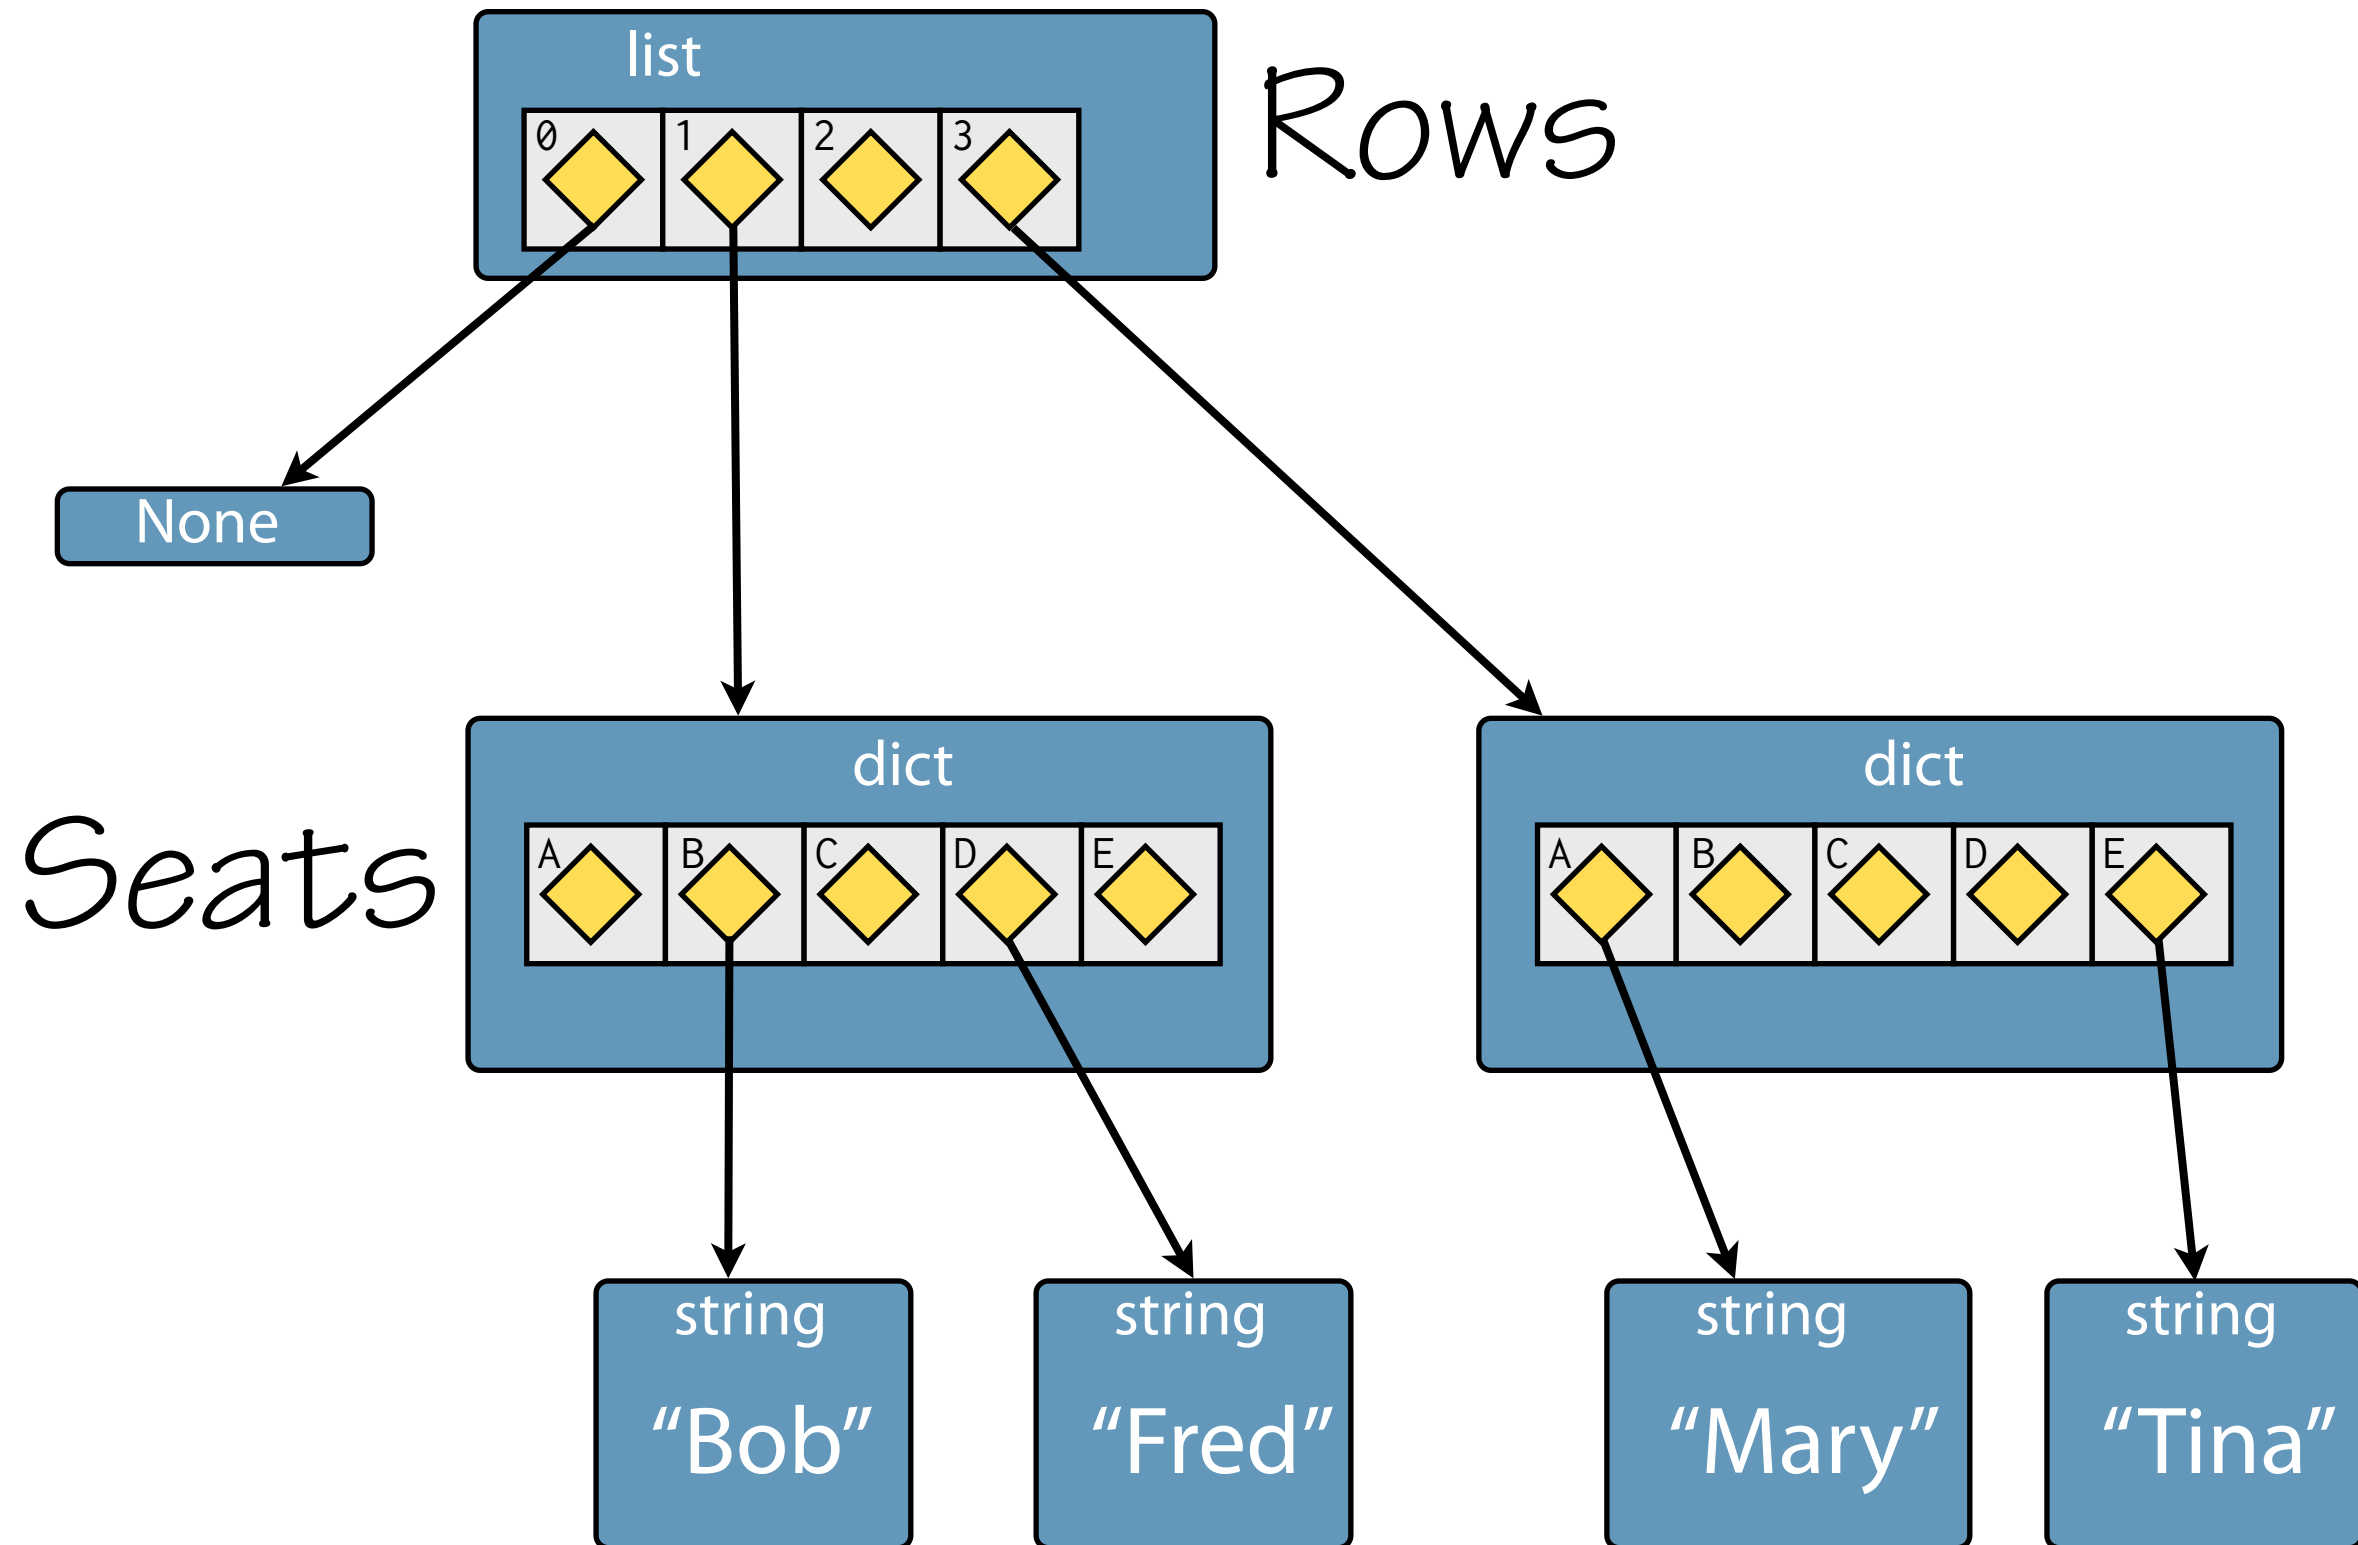 list
Rows
0 1 2 3
None
dict
dict
Seats
A B C D E
A B C D E
string
"Bob"
string
"Fred"
string
“Mary”
string
“Tina”